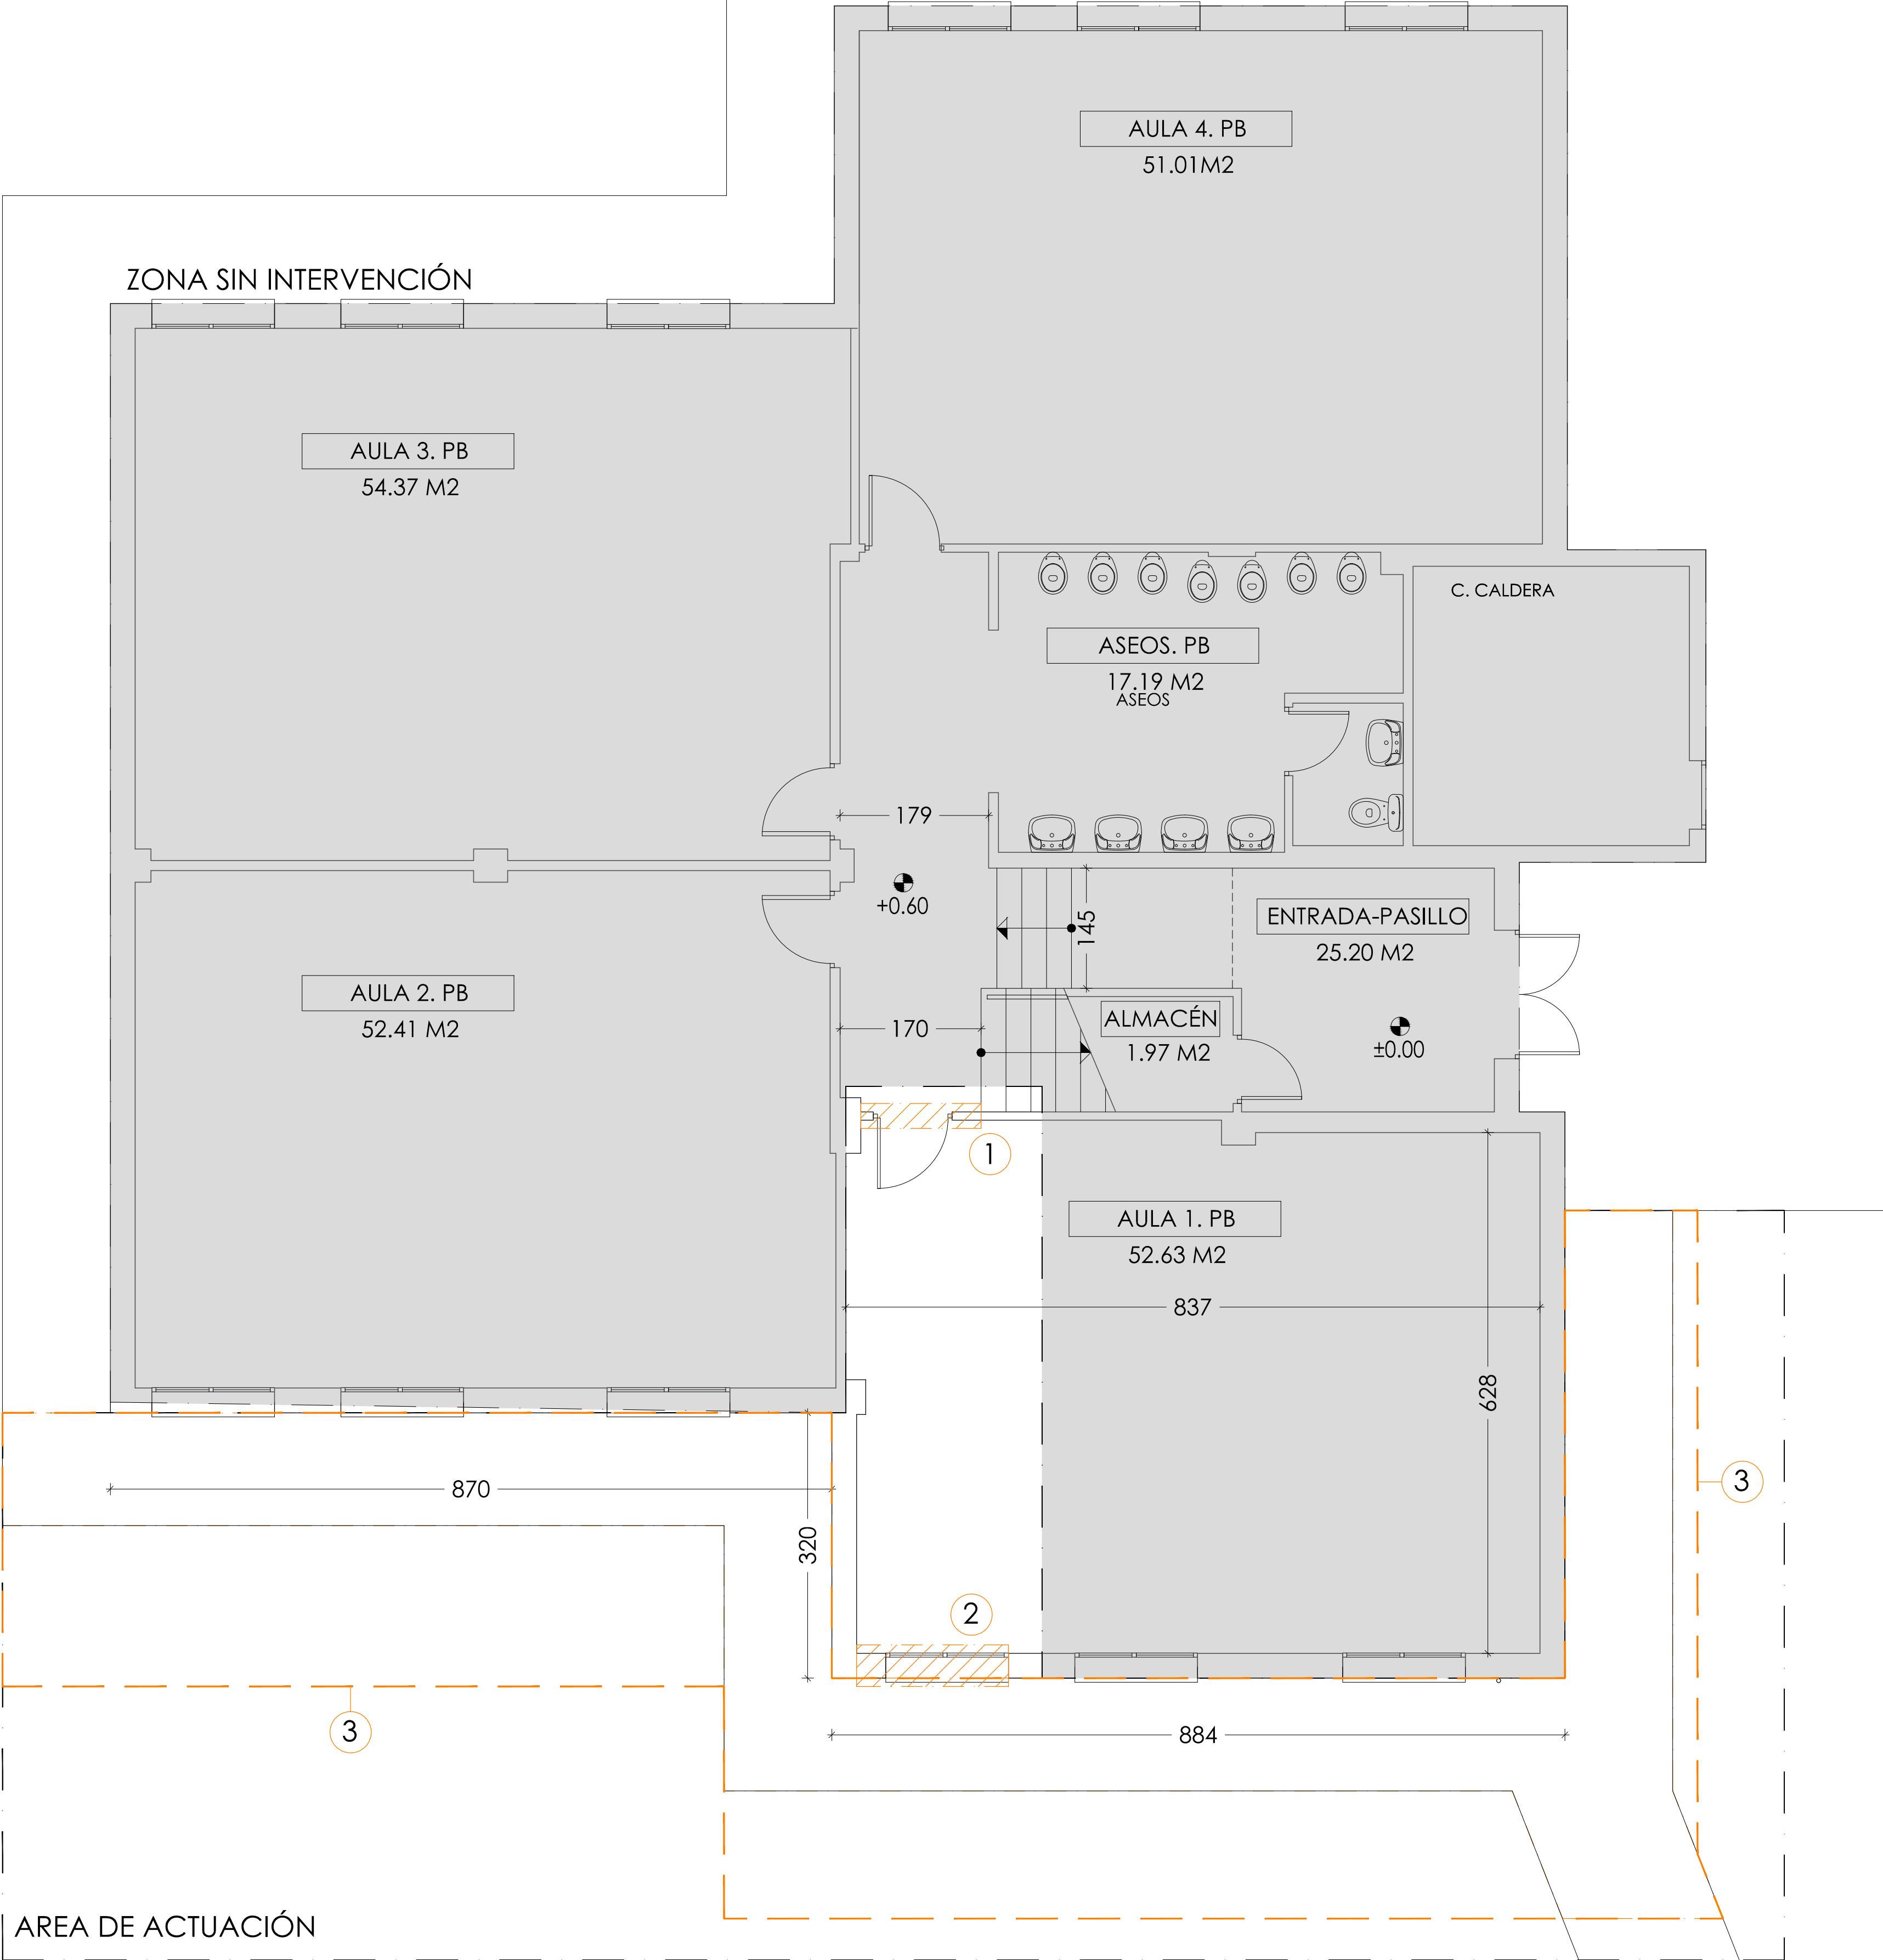 AULA 4. PB
51.01M2
ZONA SIN INTERVENCIÓN
AULA 3. PB
54.37 M2
C. CALDERA
ASEOS. PB
17.19 M2
ASEOS
179
+0.60
145
ENTRADA-PASILLO
25.20 M2
AULA 2. PB
52.41 M2
170
ALMACÉN
1.97 M2
±0.00
1
AULA 1. PB
52.63 M2
837
628
870
320
3
2
3
884
AREA DE ACTUACIÓN